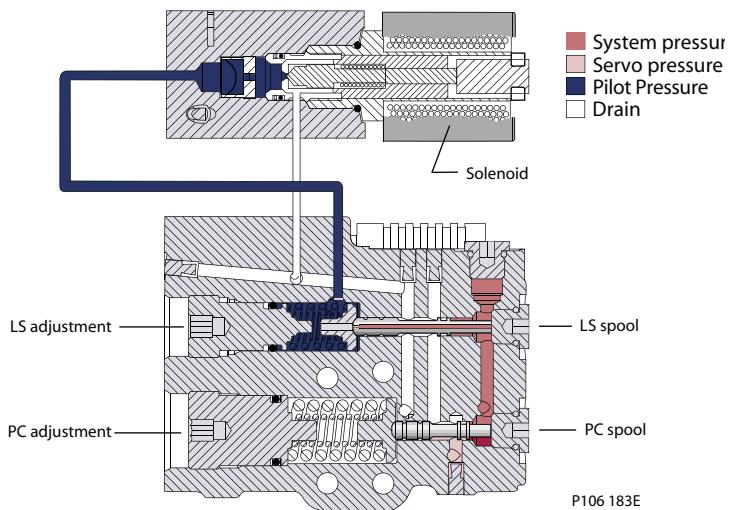 System pressur
Servo pressure
Pilot Pressure
Drain
Solenoid
LS adjustment
LS spool
PC adjustment
PC spool
P106 183E